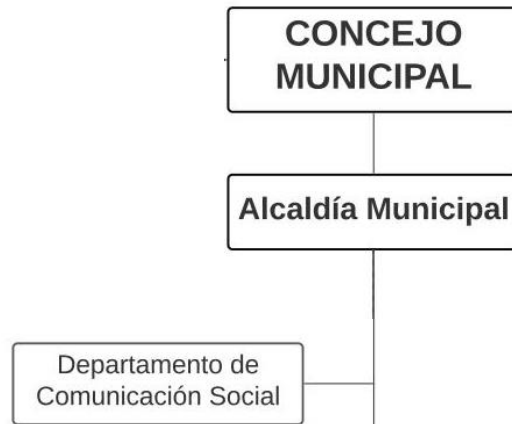 CONCEJO
MUNICIPAL
Alcaldía Municipal
Departamento de
Comunicación Social